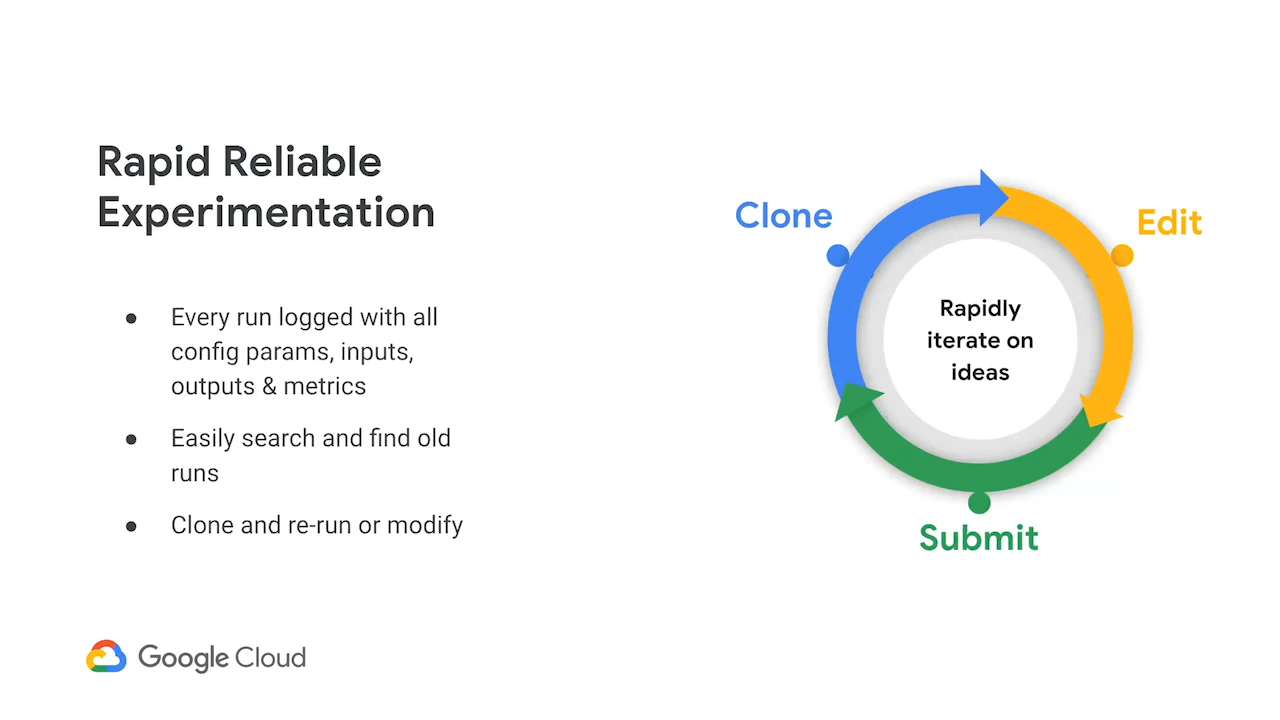 Rapid Reliable
Experimentation
● Every run logged with all
config params, inputs,
outputs & metrics
● Easily search and find old
runs
● Clone and re-run or modify
Clone
Edit
Rapidly
iterate on
ideas
Submit
Google Cloud